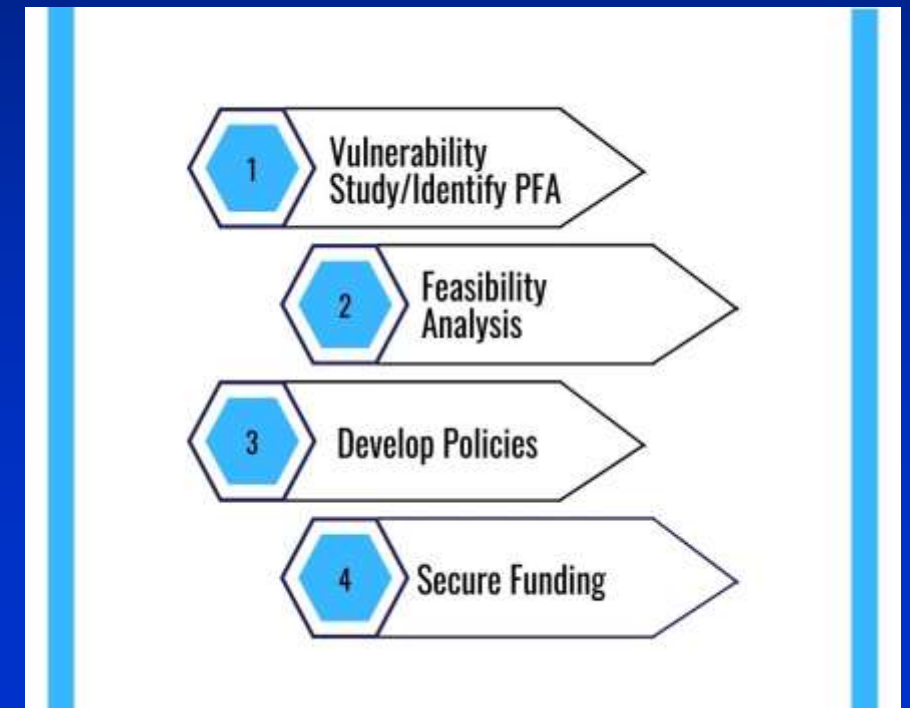 1
Vulnerability
Study/Identify PFA
2
Feasibility
Analysis
3
Develop Policies
4
Secure Funding